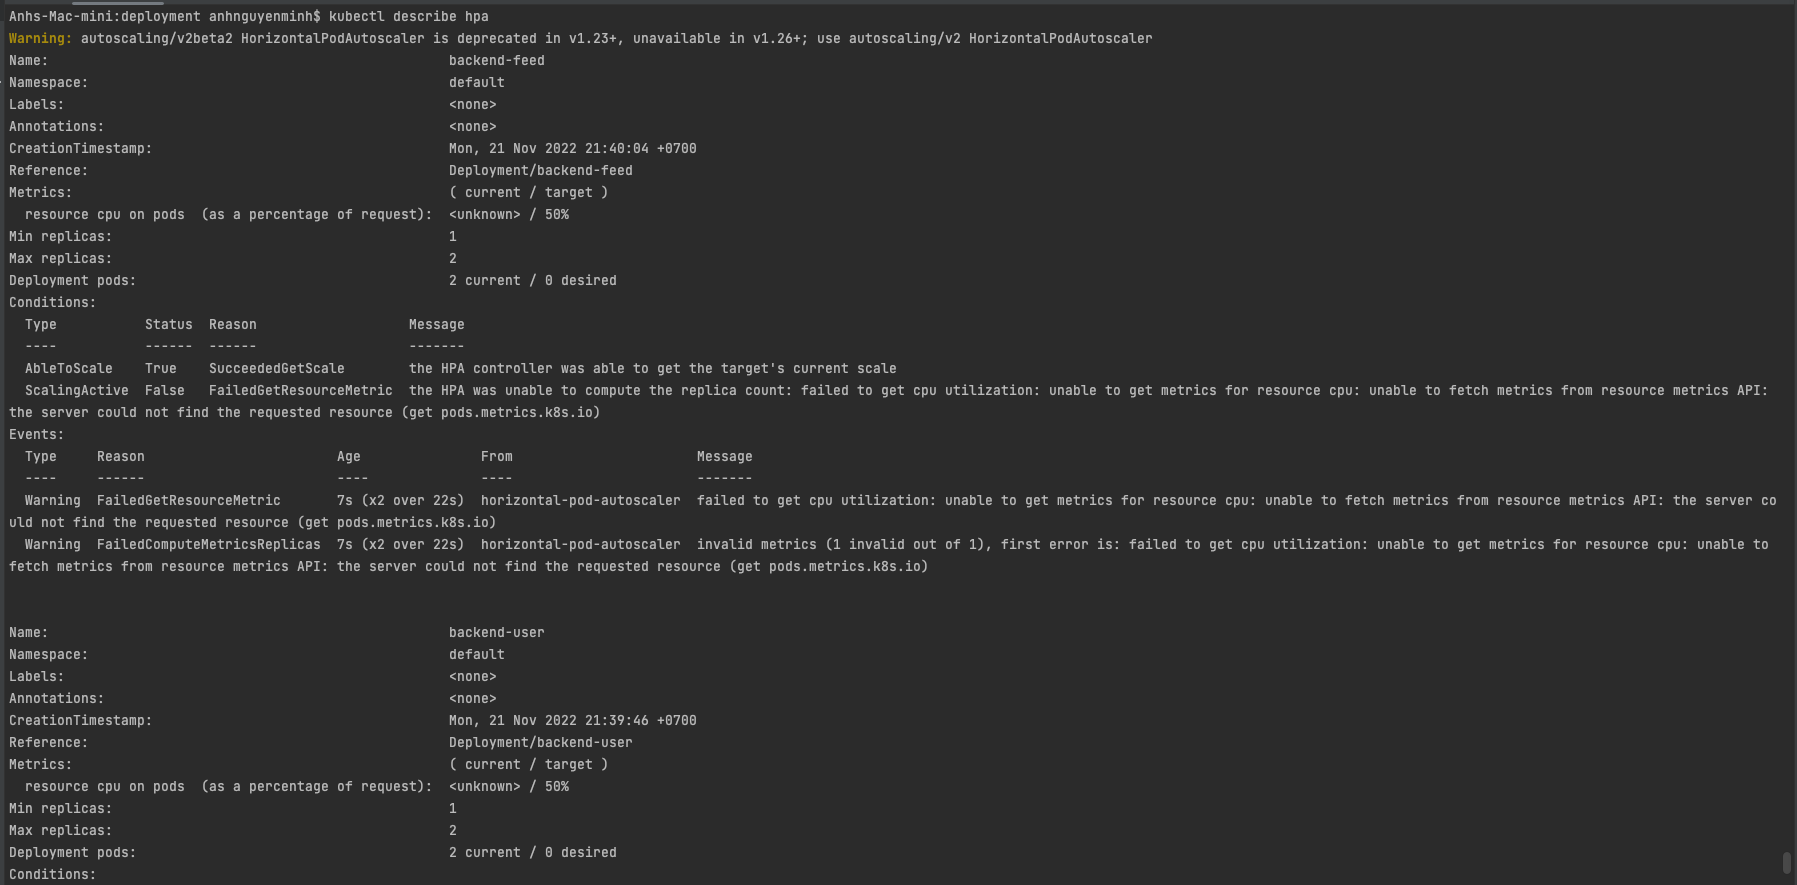 Anhs-Mac-mini:deployment anhnguyenminh$ kubectl describe hpa
Warning: autoscaling/v2beta2 HorizontalPodAutoscaler is deprecated in v1.23+, unavailable in v1.26+; use autoscaling/v2 HorizontalPodAutoscaler
Name:                                                  backend-feed
Namespace:                                             default
Labels:                                                <none>
Annotations:                                           <none>
CreationTimestamp:                                     Mon, 21 Nov 2022 21:40:04 +0700
Reference:                                             Deployment/backend-feed
Metrics:                                               ( current / target )
  resource cpu on pods  (as a percentage of request):  <unknown> / 50%
Min replicas:                                          1
Max replicas:                                          2
Deployment pods:                                       2 current / 0 desired
Conditions:
  Type           Status  Reason                   Message
  ----           ------  ------                   -------
  AbleToScale    True    SucceededGetScale        the HPA controller was able to get the target's current scale
  ScalingActive  False   FailedGetResourceMetric  the HPA was unable to compute the replica count: failed to get cpu utilization: unable to get metrics for resource cpu: unable to fetch metrics from resource metrics API:
the server could not find the requested resource (get pods.metrics.k8s.io)
Events:
  Type     Reason                        Age               From                       Message
  ----     ------                        ----              ----                       -------
  Warning  FailedGetResourceMetric       7s (x2 over 22s)  horizontal-pod-autoscaler  failed to get cpu utilization: unable to get metrics for resource cpu: unable to fetch metrics from resource metrics API: the server co
uld not find the requested resource (get pods.metrics.k8s.io)
  Warning  FailedComputeMetricsReplicas  7s (x2 over 22s)  horizontal-pod-autoscaler  invalid metrics (1 invalid out of 1), first error is: failed to get cpu utilization: unable to get metrics for resource cpu: unable to
fetch metrics from resource metrics API: the server could not find the requested resource (get pods.metrics.k8s.io)
Name:                                                  backend-user
Namespace:                                             default
Labels:                                                <none>
Annotations:                                           <none>
CreationTimestamp:                                     Mon, 21 Nov 2022 21:39:46 +0700
Reference:                                             Deployment/backend-user
Metrics:                                               ( current / target )
  resource cpu on pods  (as a percentage of request):  <unknown> / 50%
Min replicas:                                          1
Max replicas:                                          2
Deployment pods:                                       2 current / 0 desired
Conditions: